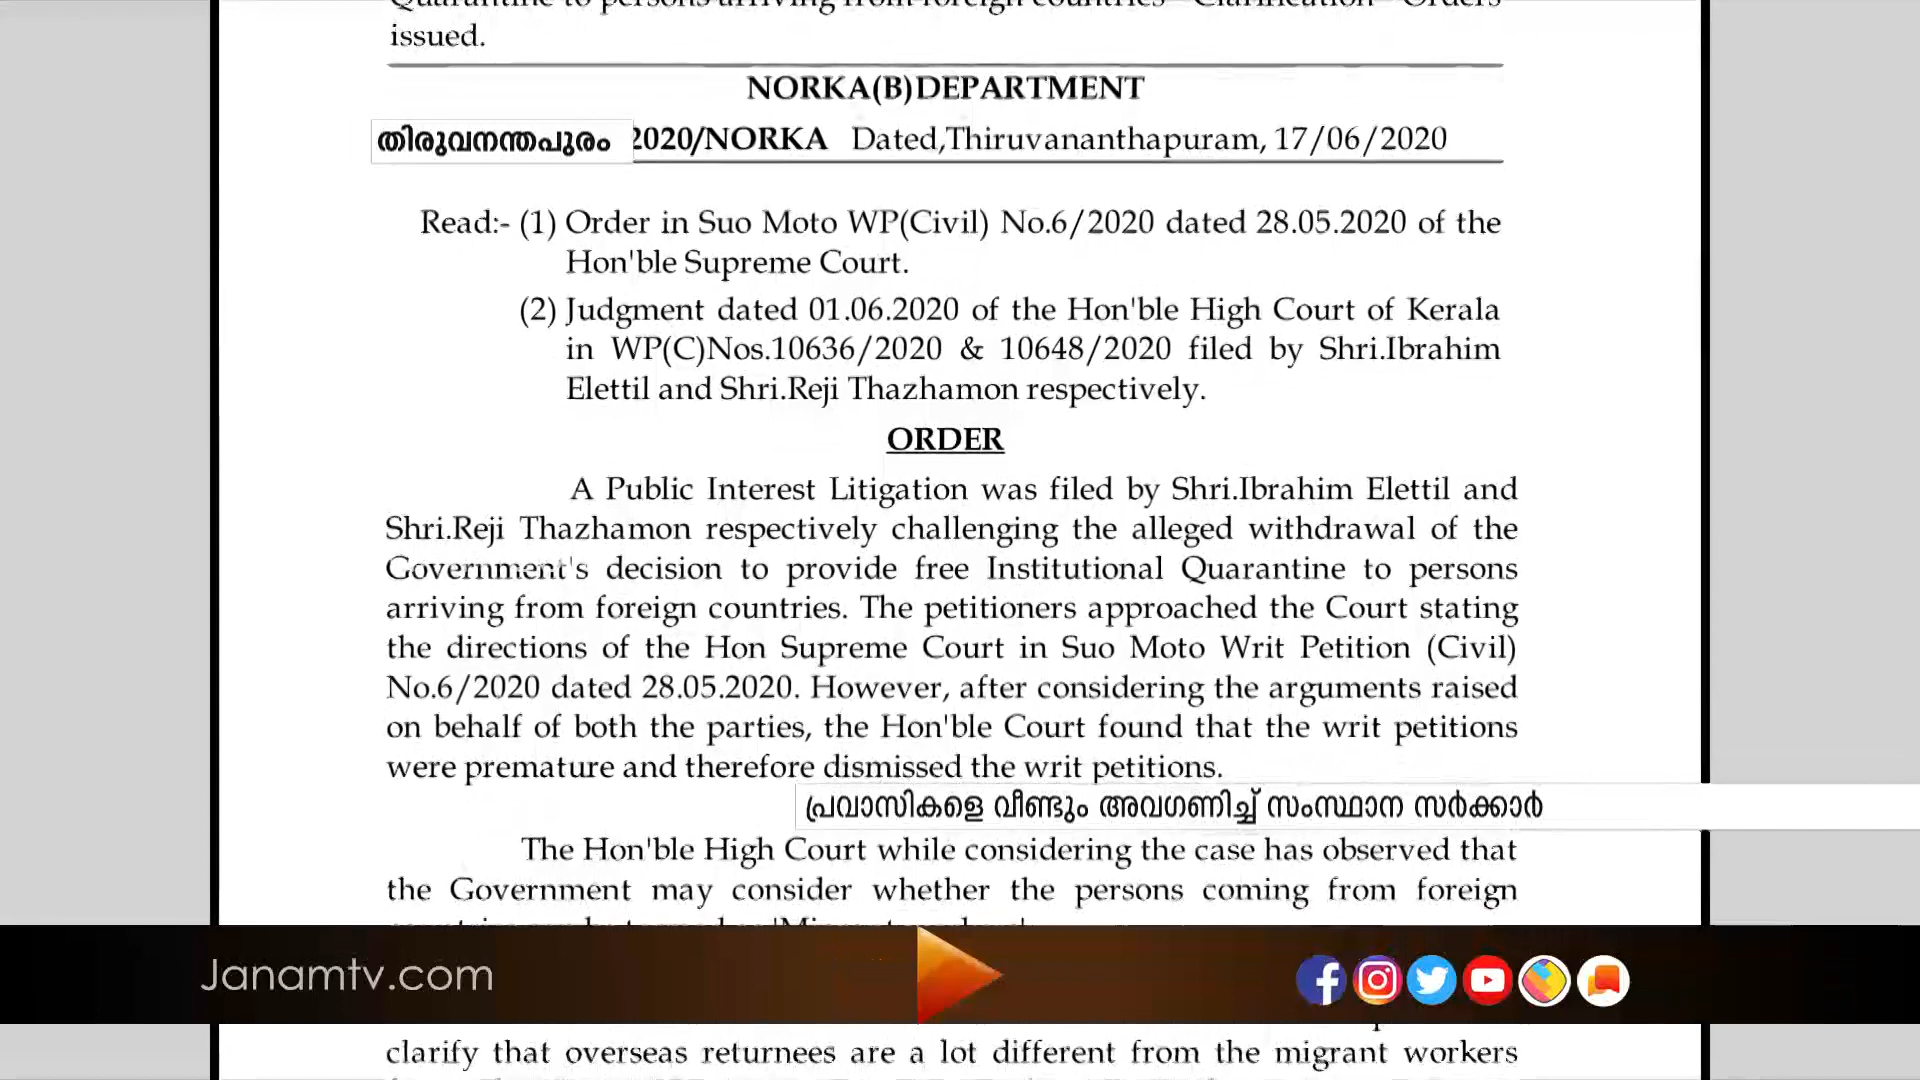 Quarantine to persons arriving from foreign countries - Clarification - Orders
issued.
NORKA(B)DEPARTMENT
തിരുവനന്തപുരം 2020/NORKA Dated,Thiruvananthapuram, 17/06/2020
Read:- (1) Order in Suo Moto WP(Civil) No.6/2020 dated 28.05.2020 of the
Hon'ble Supreme Court.
(2) Judgment dated 01.06.2020 of the Hon'ble High Court of Kerala
in WP(C)Nos.10636/2020 & 10648/2020 filed by Shri.Ibrahim
Elettil and Shri.Reji Thazhamon respectively.
ORDER
A Public Interest Litigation was filed by Shri.Ibrahim Elettil and
Shri.Reji Thazhamon respectively challenging the alleged withdrawal of the
Government's decision to provide free Institutional Quarantine to persons
arriving from foreign countries. The petitioners approached the Court stating
the directions of the Hon Supreme Court in Suo Moto Writ Petition (Civil)
No.6/2020 dated 28.05.2020. However, after considering the arguments raised
on behalf of both the parties, the Hon'ble Court found that the writ petitions
were premature and therefore dismissed the writ petitions.
പ്രവാസികളെ വീണ്ടും അവഗണിച്ച് സംസ്ഥാന സർക്കാർ
The Hon'ble High Court while considering the case has observed that
the Government may consider whether the persons coming from foreign
Janamtv.com
clarify that overseas returnees are a lot different from the migrant workers